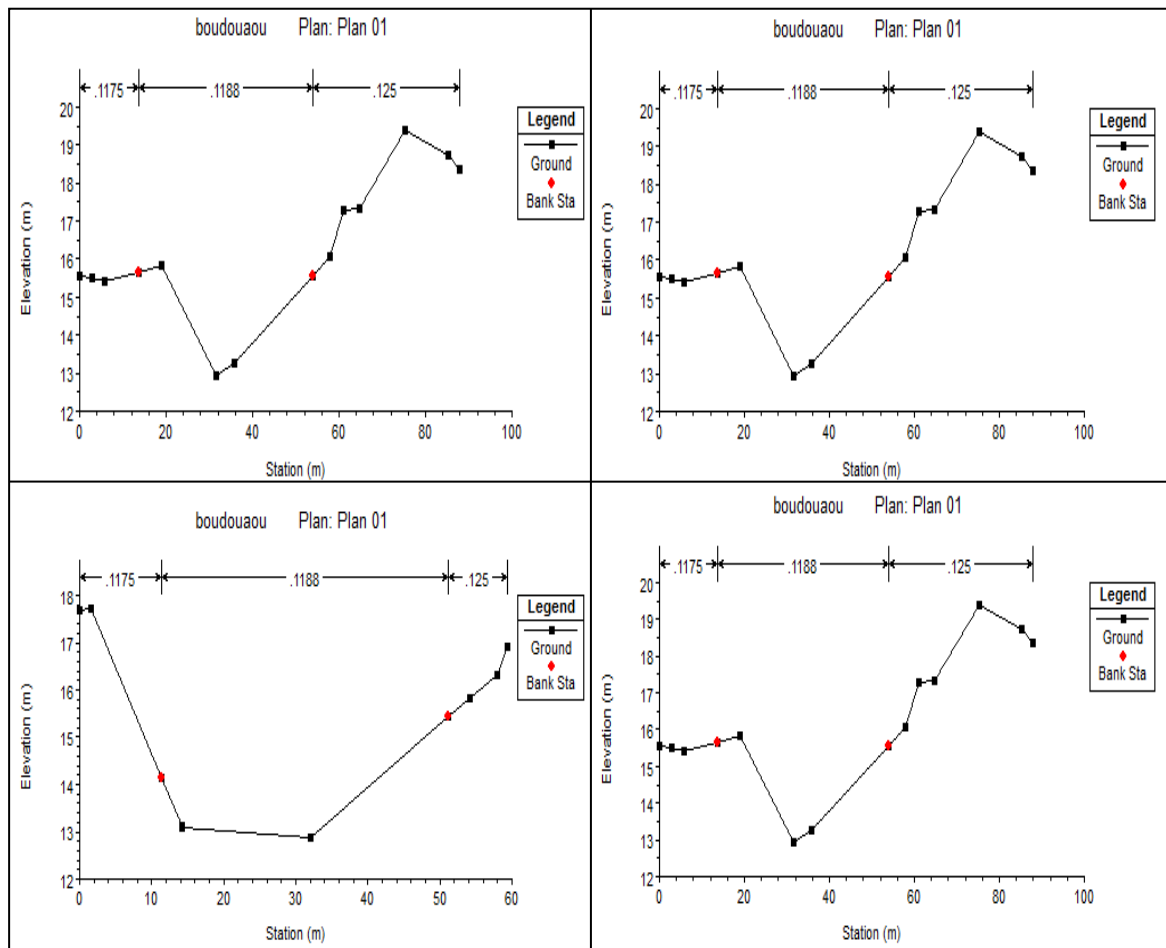 boudouaou Plan: Plan 01
.1175 .1188 .125
Legend
Ground
Bank Sta
Elevation (m)
20
19
18
17
16
15
14
13
12
0 20 40 60 80 100
Station (m)
boudouaou Plan: Plan 01
.1175 .1188 .125
Legend
Ground
Bank Sta
Elevation (m)
20
19
18
17
16
15
14
13
12
0 20 40 60 80 100
Station (m)
boudouaou Plan: Plan 01
.1175 .1188 .125
Legend
Ground
Bank Sta
Elevation (m)
18
17
16
15
14
13
12
0 10 20 30 40 50 60
Station (m)
boudouaou Plan: Plan 01
.1175 .1188 .125
Legend
Ground
Bank Sta
Elevation (m)
20
19
18
17
16
15
14
13
12
0 20 40 60 80 100
Station (m)